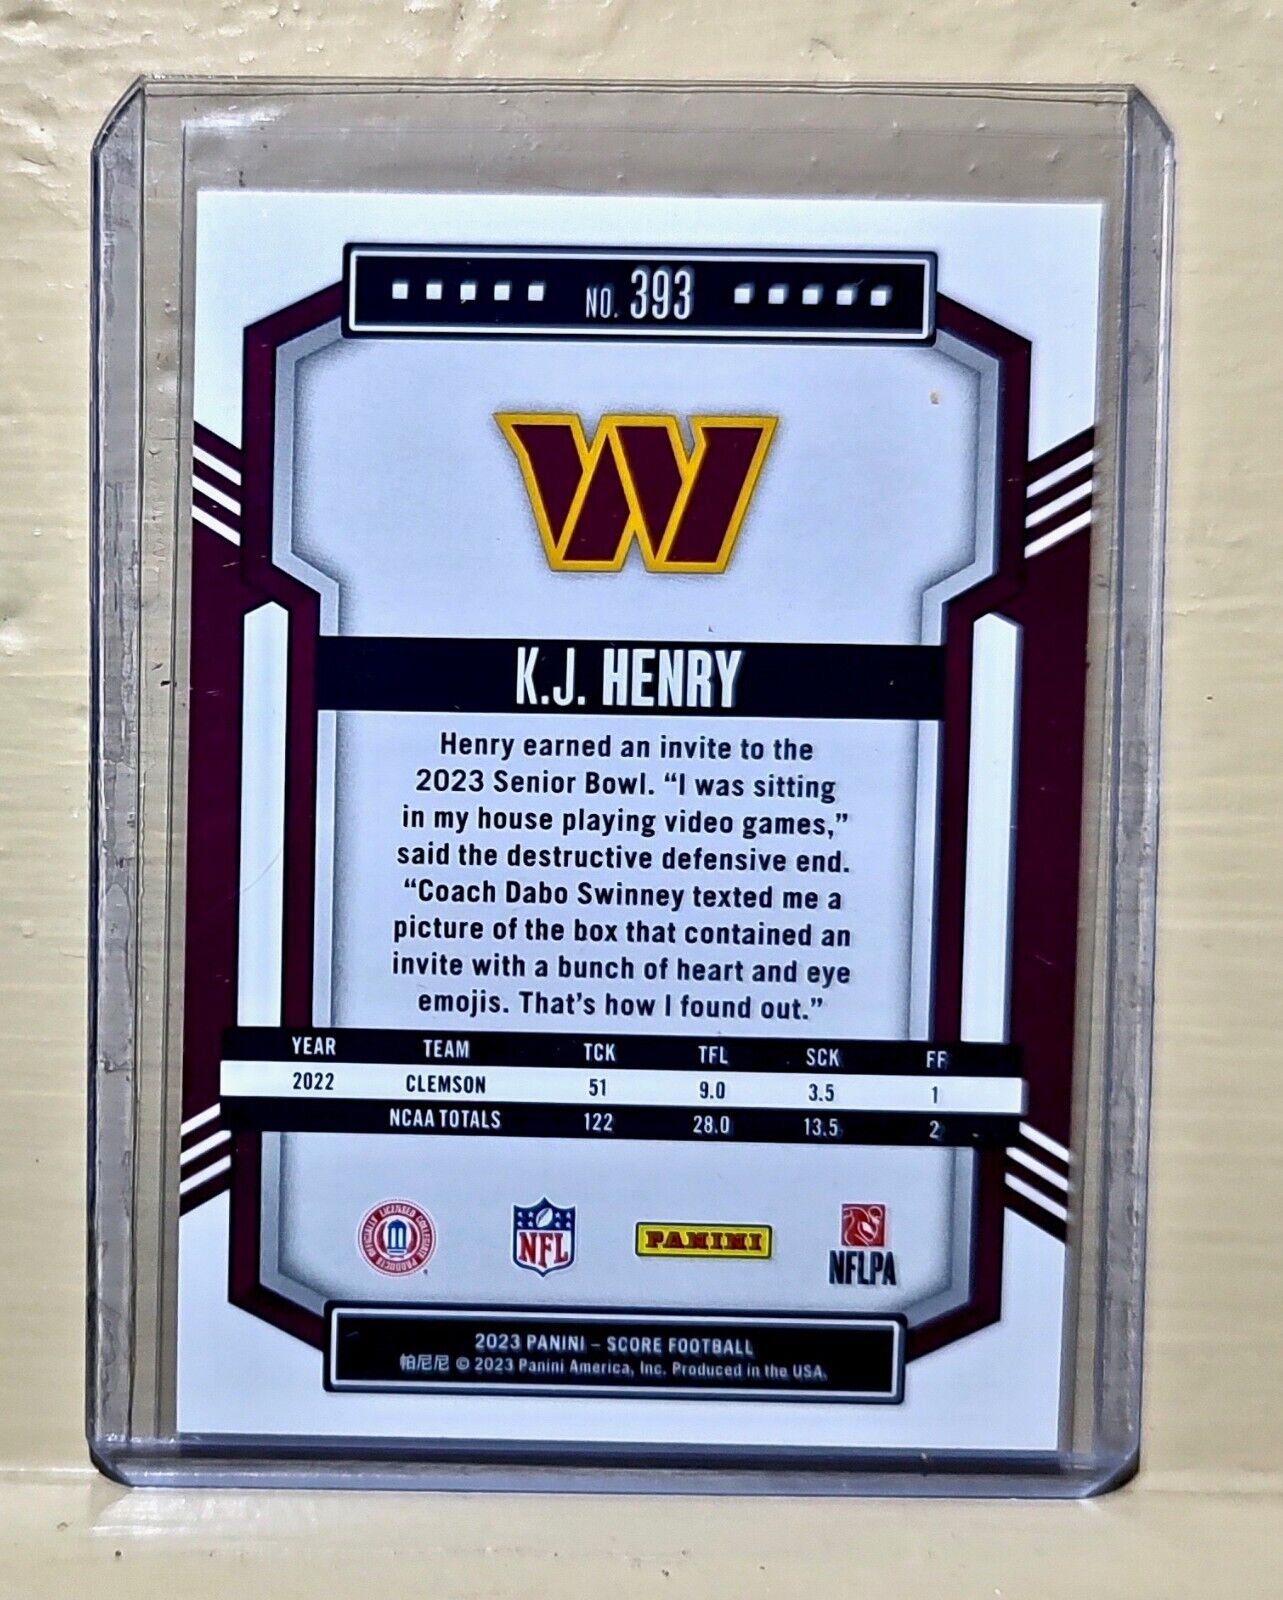 NO. 393
K.J. HENRY
Henry earned an invite to the
2023 Senior Bowl. “I was sitting
in my house playing video games,”
said the destructive defensive end.
“Coach Dabo Swinney texted me a
picture of the box that contained an
invite with a bunch of heart and eye
emojis. That’s how I found out.”
YEAR TEAM TCK TFL SCK FF
2022 CLEMSON 51 9.0 3.5 1
NCAA TOTALS 122 28.0 13.5 2
OFFICIALLY LICENSED COLLEGIATE PRODUCTS
NFL
PANINI
NFLPA
2023 PANINI – SCORE FOOTBALL
帕尼尼 © 2023 Panini America, Inc. Produced in the USA.